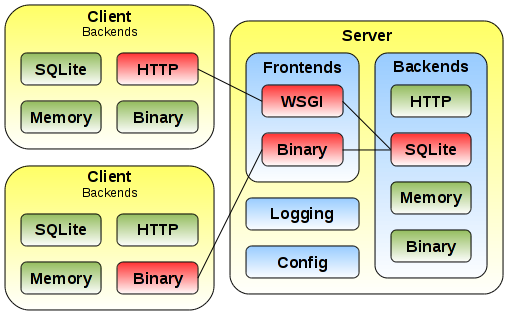 Client
Backends
SQLite HTTP
Memory Binary
Client
Backends
SQLite HTTP
Memory Binary
Server
Frontends
WSGI
Binary
Logging
Config
Backends
HTTP
SQLite
Memory
Binary